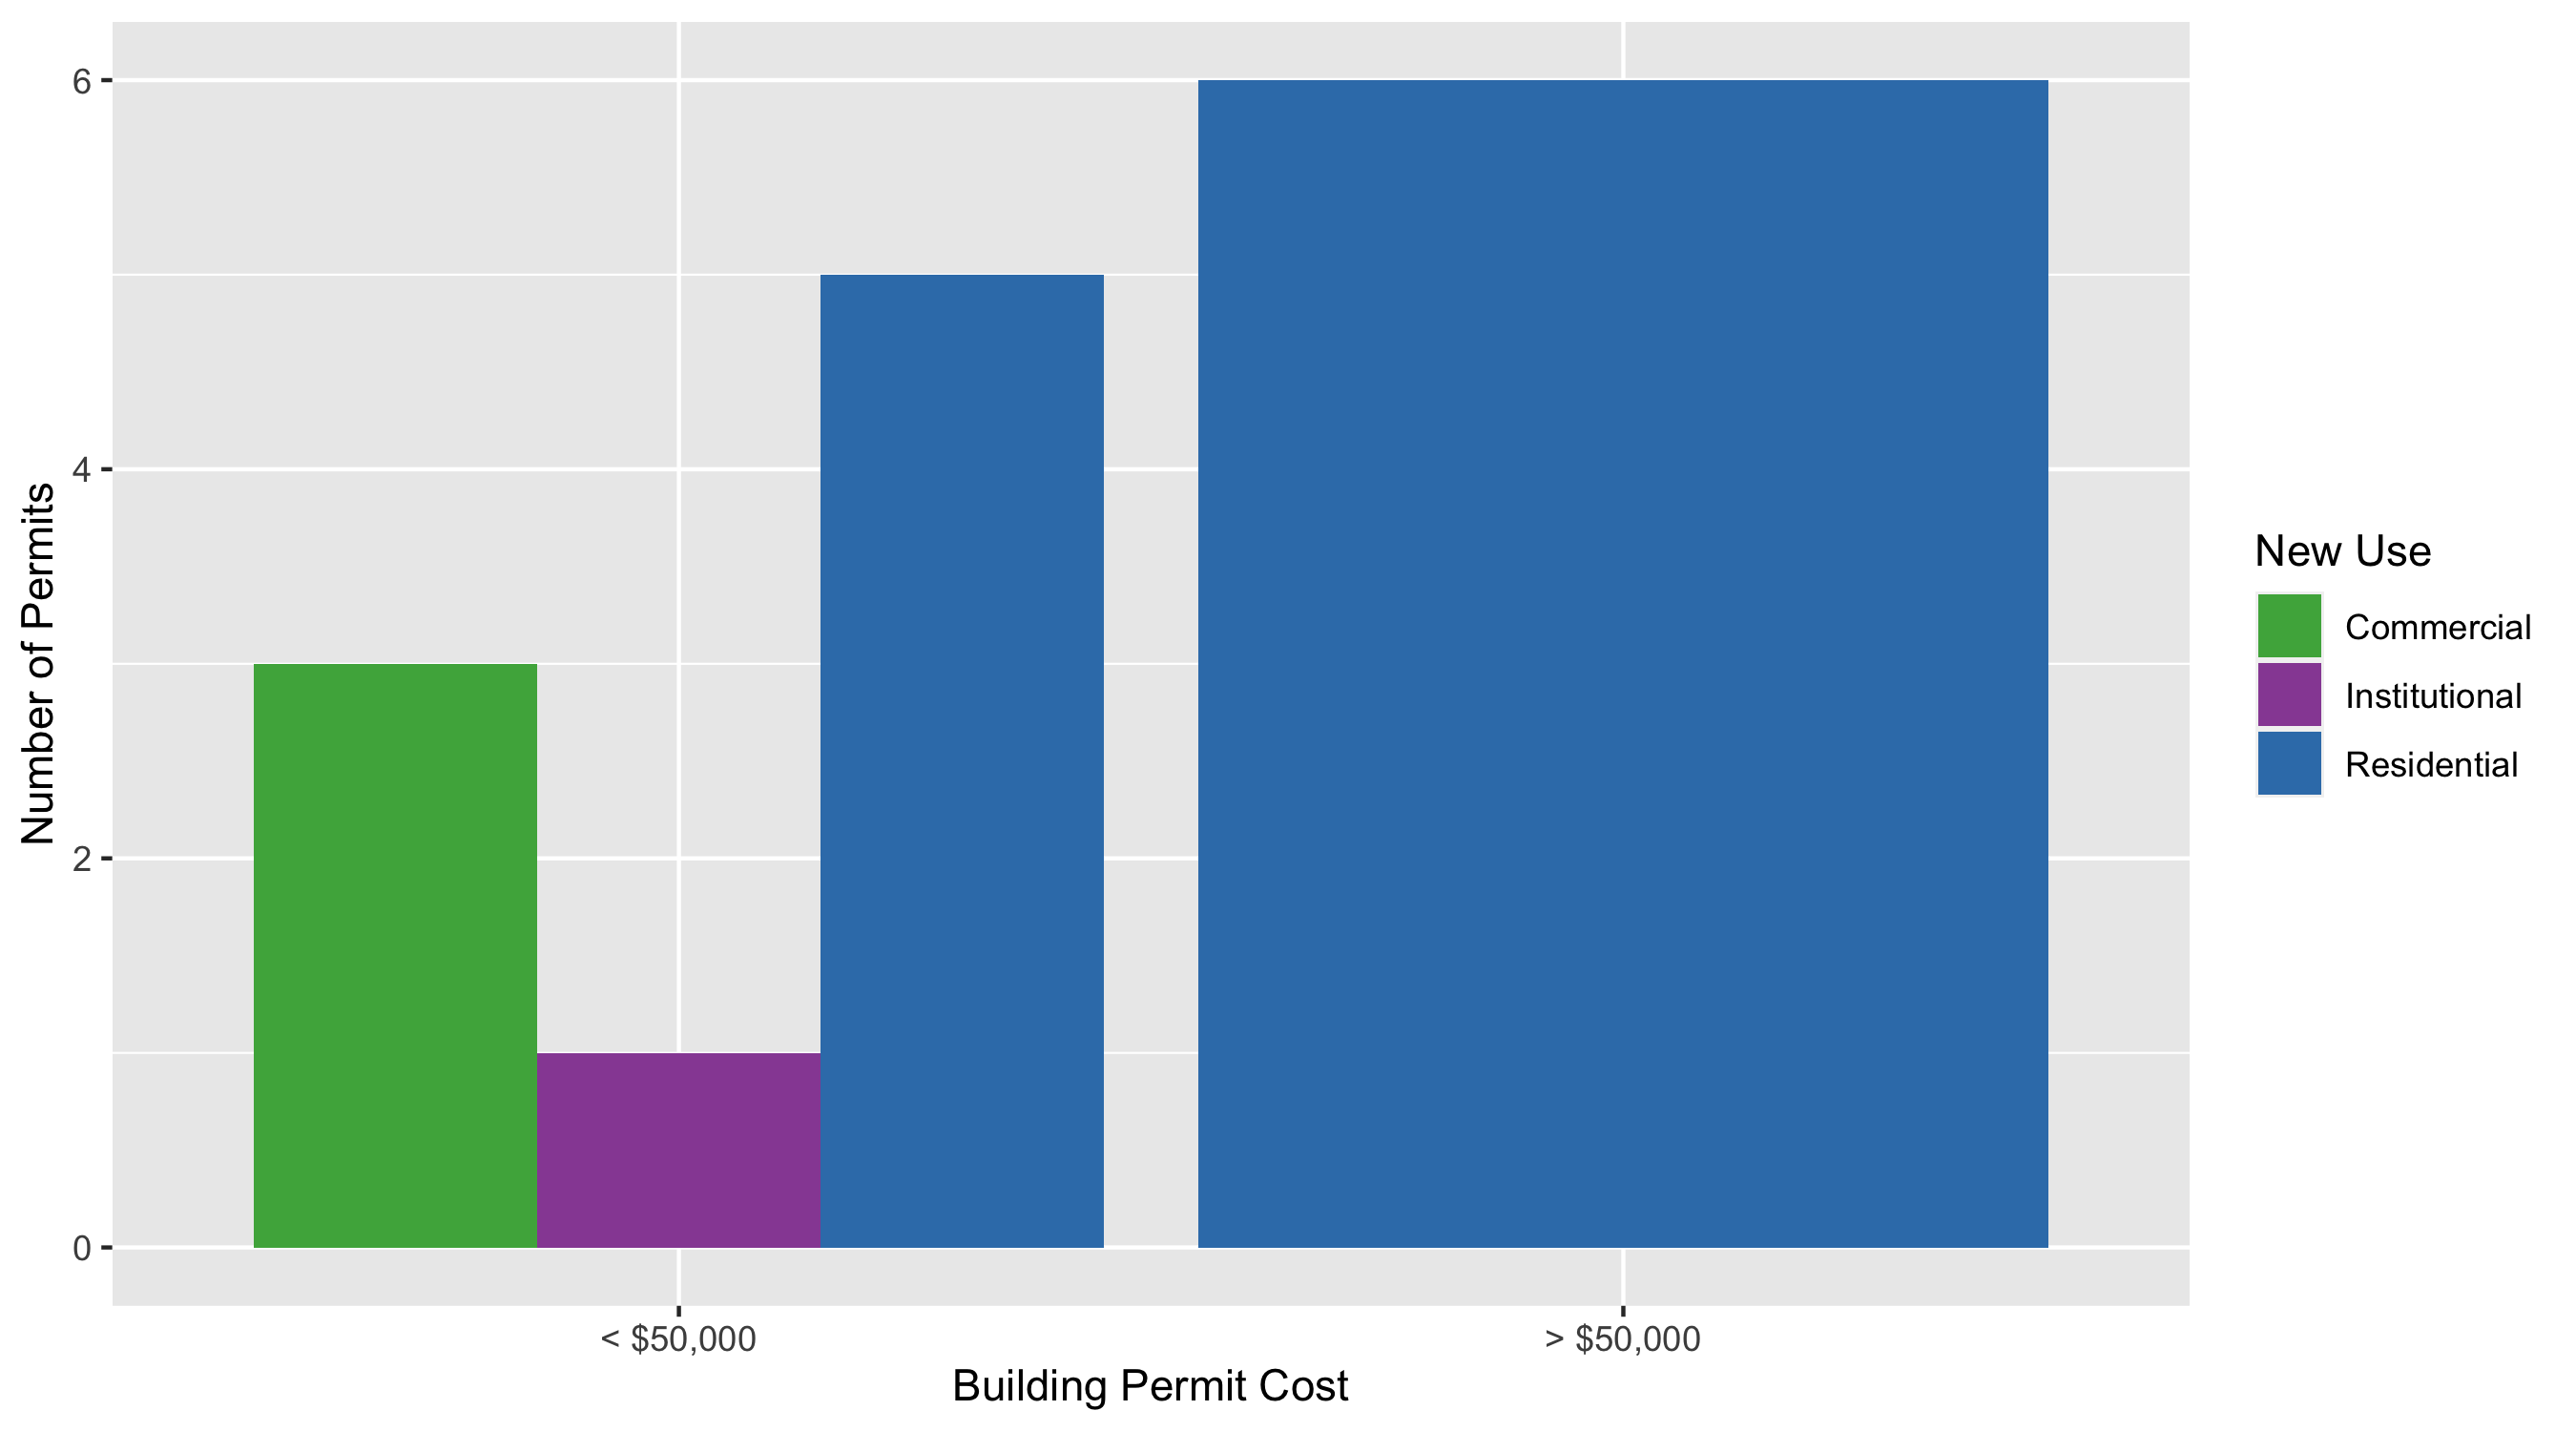 6
4
2
0
Number of Permits
< $50,000
> $50,000
Building Permit Cost
New Use
Commercial
Institutional
Residential